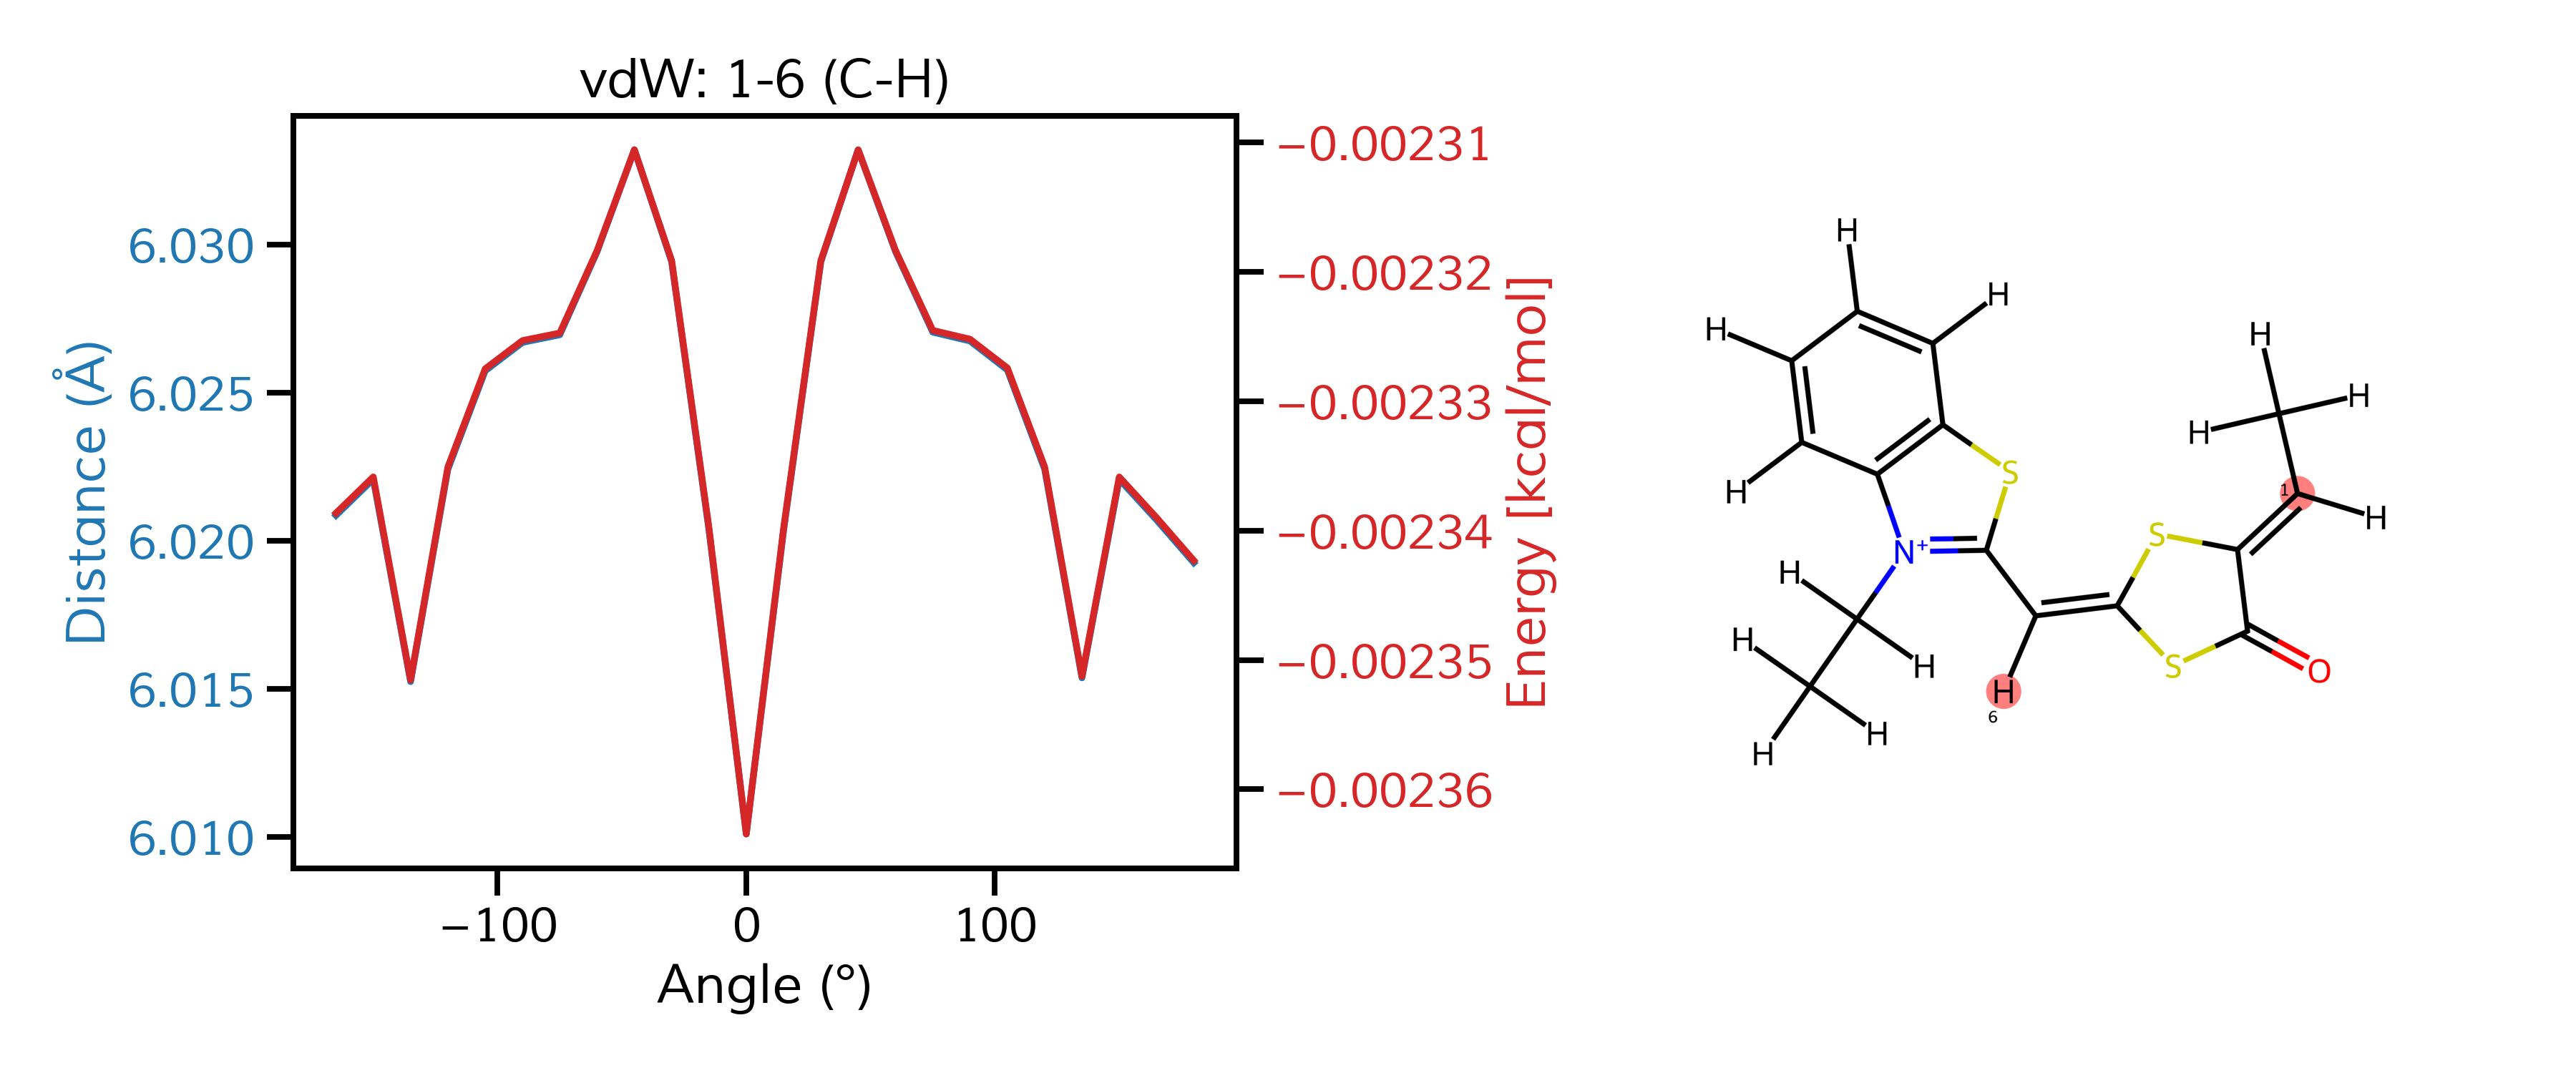 vdW: 1-6 (C-H)
Distance (Å)
6.030
6.025
6.020
6.015
6.010
−0.00231
−0.00232
−0.00233
−0.00234
−0.00235
−0.00236
Energy [kcal/mol]
−100
0
100
Angle (°)
H
H
H
H
H
H
H
S
1
H
S
N+
H
H
H
S
O
H
6
H
H